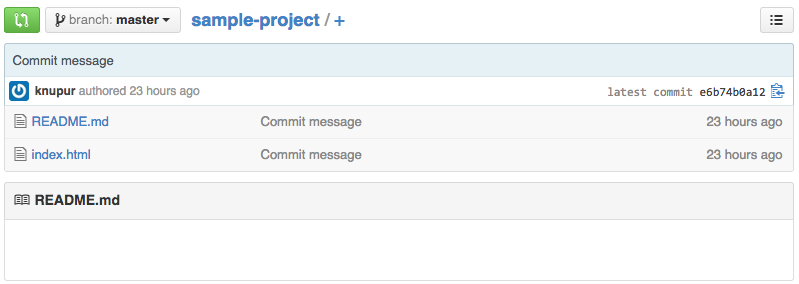 branch: master sample-project / +
Commit message
knupur authored 23 hours ago latest commit e6b74b0a12
README.md Commit message 23 hours ago
index.html Commit message 23 hours ago
README.md